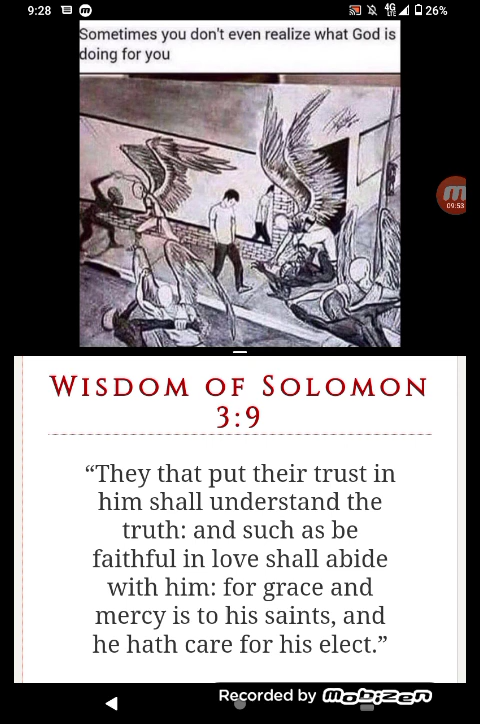 9:28
4G
LTE
26%
Sometimes you don't even realize what God is
doing for you
09:53
WISDOM OF SOLOMON
3:9
“They that put their trust in
him shall understand the
truth: and such as be
faithful in love shall abide
with him: for grace and
mercy is to his saints, and
he hath care for his elect.”
Recorded by Mobizen